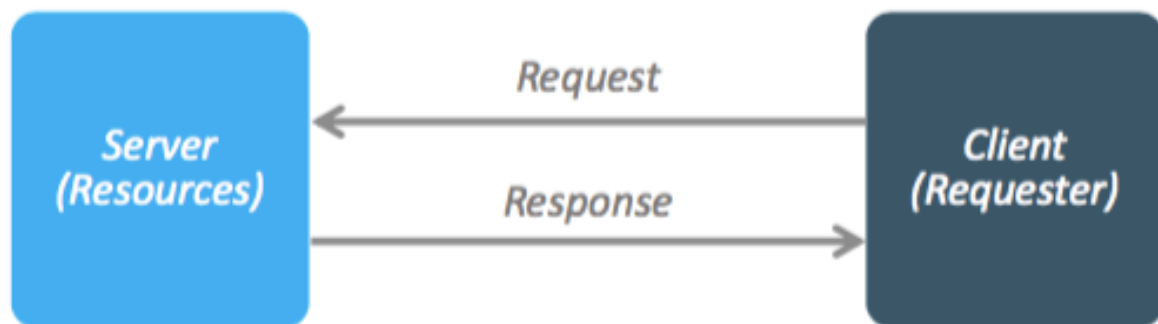 Request
Server
(Resources)
Client
(Requester)
Response